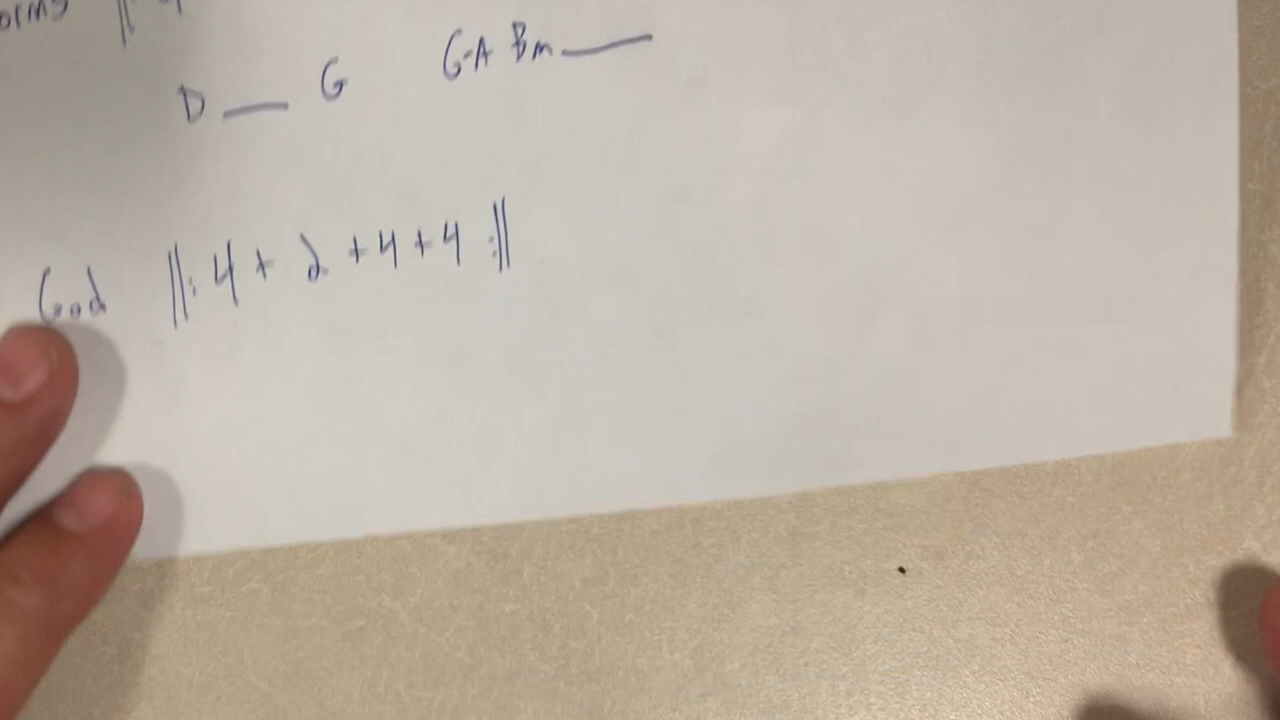 D — G G-A Bm —
God ||: 4 + 2 + 4 + 4 :||